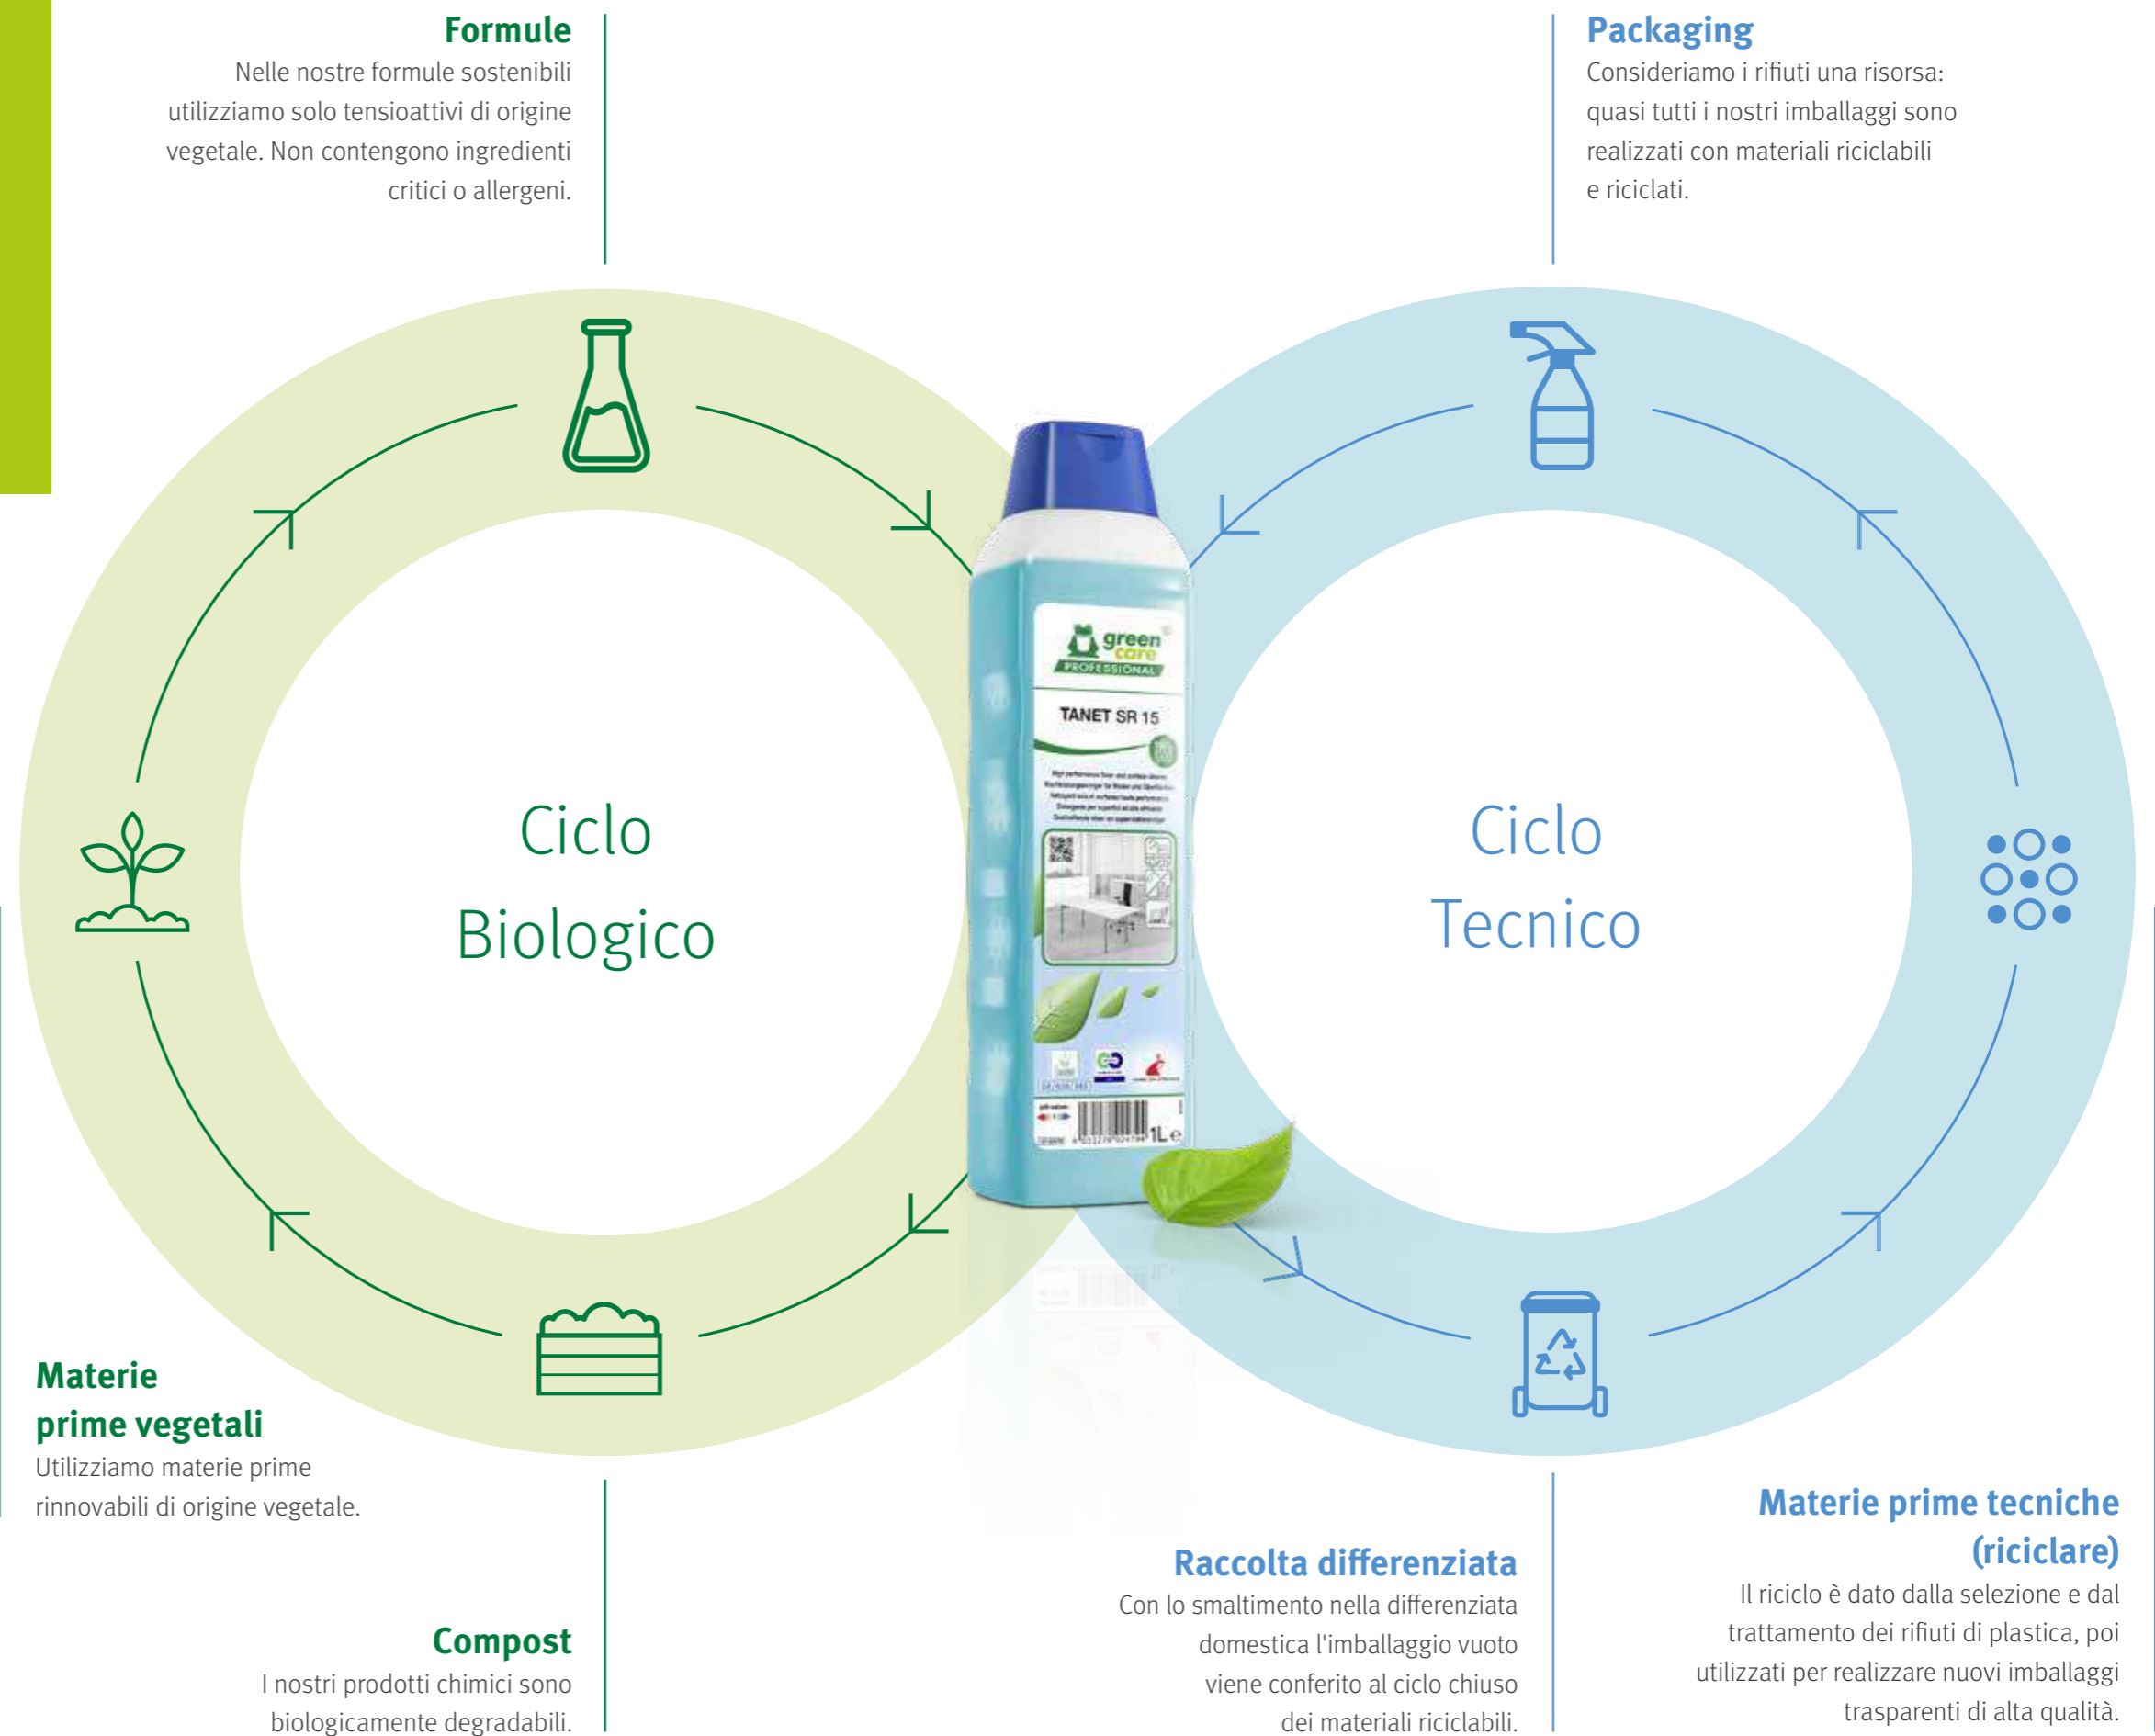 Formule
Nelle nostre formule sostenibili
utilizziamo solo tensioattivi di origine
vegetale. Non contengono ingredienti
critici o allergeni.
Packaging
Consideriamo i rifiuti una risorsa:
quasi tutti i nostri imballaggi sono
realizzati con materiali riciclabili
e riciclati.
green
care
PROFESSIONAL
TANET SR 15
1L e
Ciclo
Biologico
Ciclo
Tecnico
Materie
prime vegetali
Utilizziamo materie prime
rinnovabili di origine vegetale.
Compost
I nostri prodotti chimici sono
biologicamente degradabili.
Raccolta differenziata
Con lo smaltimento nella differenziata
domestica l'imballaggio vuoto
viene conferito al ciclo chiuso
dei materiali riciclabili.
Materie prime tecniche
(riciclare)
Il riciclo è dato dalla selezione e dal
trattamento dei rifiuti di plastica, poi
utilizzati per realizzare nuovi imballaggi
trasparenti di alta qualità.